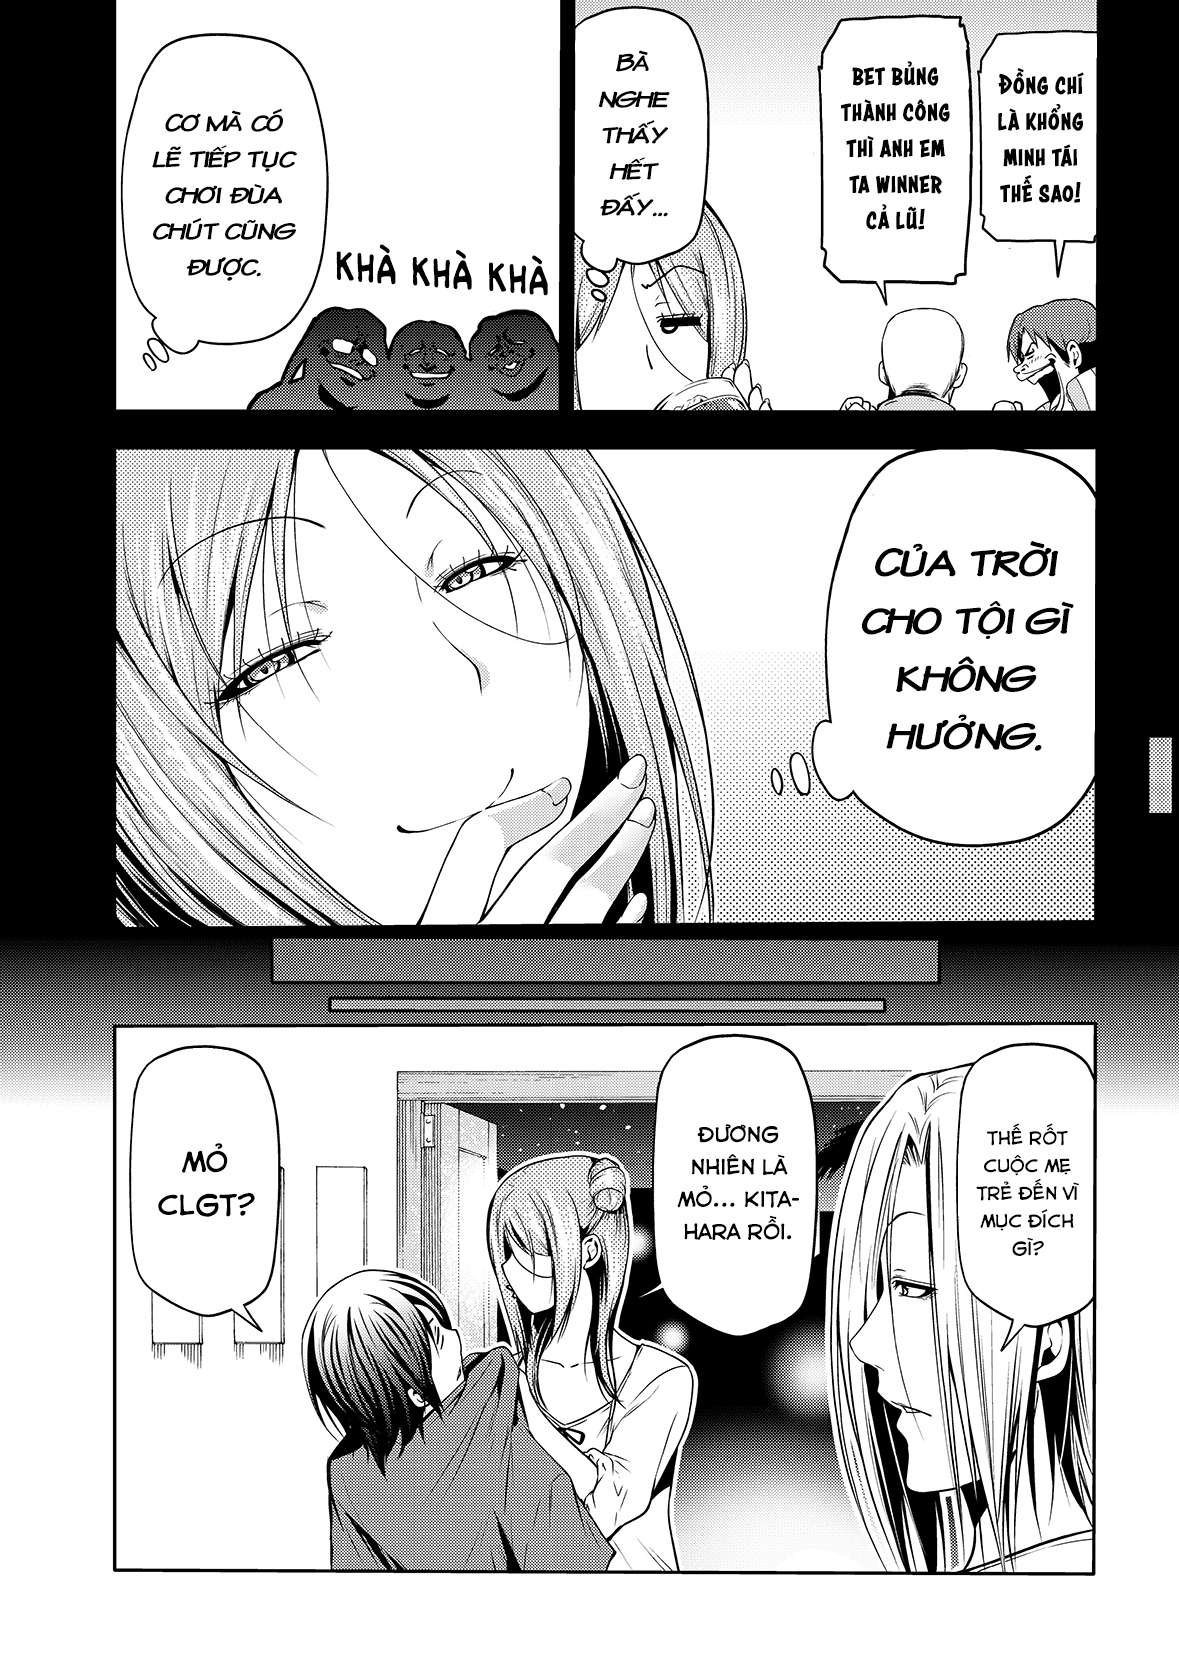 ĐỒNG CHÍ
LÀ KHỔNG
MINH TÁI
THẾ SAO!
BET BỦNG
THÀNH CÔNG
THÌ ANH EM
TA WINNER
CẢ LŨ!
BÀ
NGHE
THẤY
HẾT
ĐẤY...
CƠ MÀ CÓ
LẼ TIẾP TỤC
CHƠI ĐÙA
CHÚT CŨNG
ĐƯỢC.
KHÀ KHÀ KHÀ
CỦA TRỜI
CHO TỘI GÌ
KHÔNG
HƯỞNG.
THẾ RỐT
CUỘC MẸ
TRẺ ĐẾN VÌ
MỤC ĐÍCH
GÌ?
ĐƯƠNG
NHIÊN LÀ
MỎ... KITA-
HARA RỒI.
MỎ
CLGT?